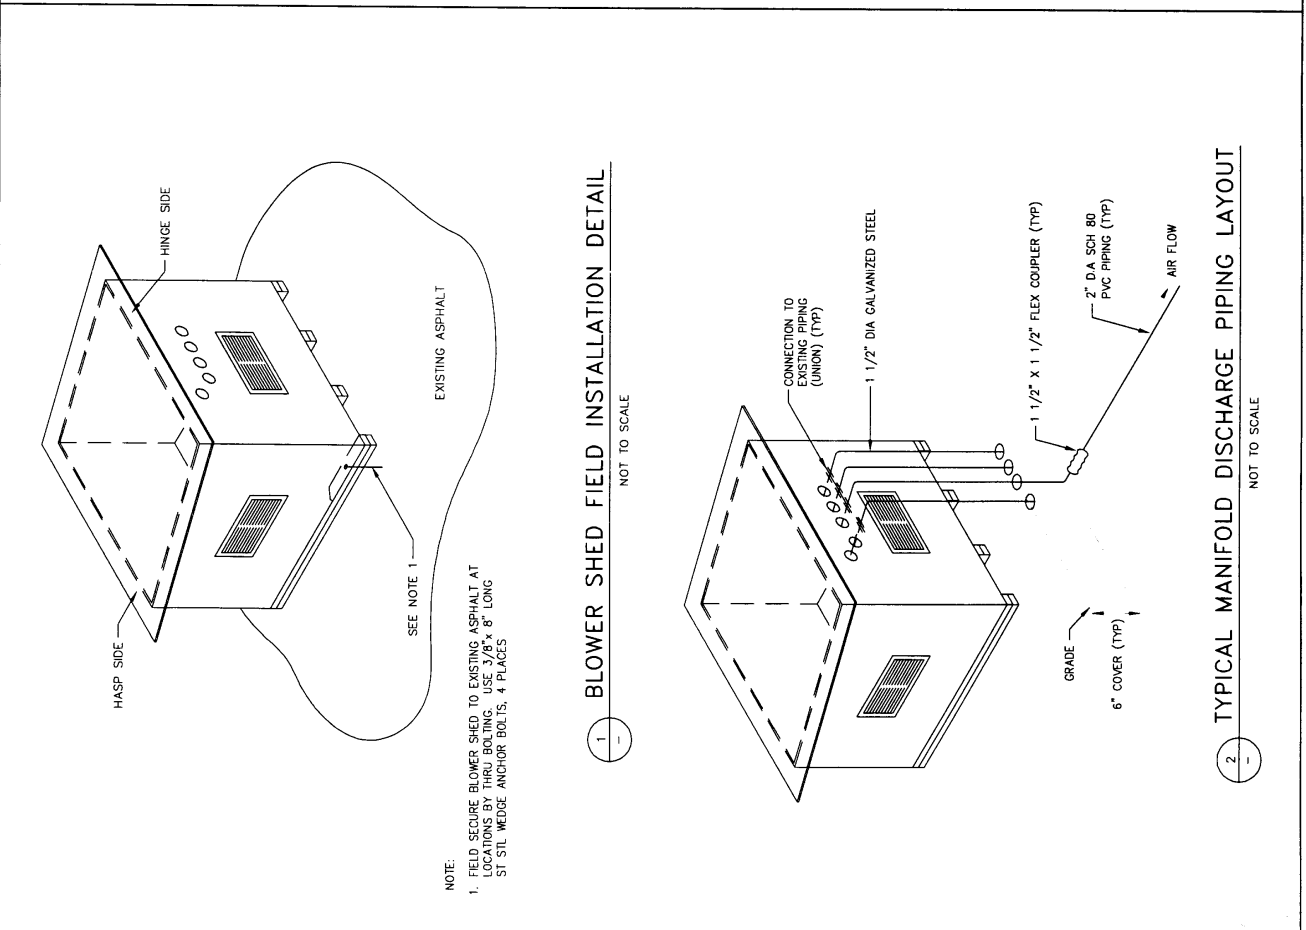 HASP SIDE
HINGE SIDE
EXISTING ASPHALT
SEE NOTE 1
NOTE:
1. FIELD SECURE BLOWER SHED TO EXISTING ASPHALT AT
LOCATIONS BY THRU BOLTING. USE 3/8"x 8" LONG
ST STL WEDGE ANCHOR BOLTS, 4 PLACES
1
-
BLOWER SHED FIELD INSTALLATION DETAIL
NOT TO SCALE
CONNECTION TO
EXISTING PIPING
(UNION) (TYP)
1 1/2" DIA GALVANIZED STEEL
1 1/2" X 1 1/2" FLEX COUPLER (TYP)
2" D.A SCH 80
PVC PIPING (TYP)
AIR FLOW
GRADE
6" COVER (TYP)
2
-
TYPICAL MANIFOLD DISCHARGE PIPING LAYOUT
NOT TO SCALE